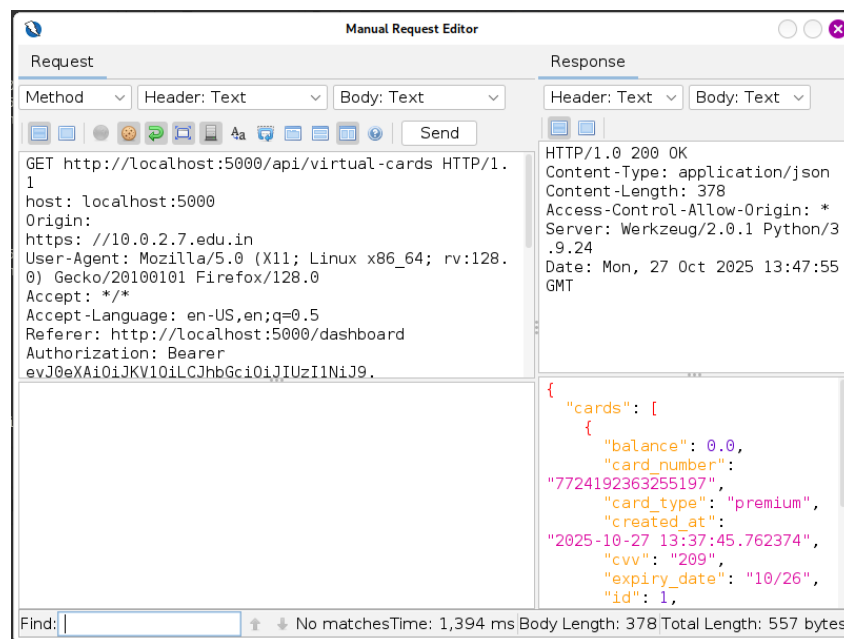 Manual Request Editor
Request
Response
Method
Header: Text
Body: Text
Header: Text
Body: Text
Send
GET http://localhost:5000/api/virtual-cards HTTP/1.
1
host: localhost:5000
Origin:
https: //10.0.2.7.edu.in
User-Agent: Mozilla/5.0 (X11; Linux x86_64; rv:128.
0) Gecko/20100101 Firefox/128.0
Accept: */*
Accept-Language: en-US,en;q=0.5
Referer: http://localhost:5000/dashboard
Authorization: Bearer
eyJ0eXAiOiJKV1QiLCJhbGciOiJIUzI1NiJ9.
HTTP/1.0 200 OK
Content-Type: application/json
Content-Length: 378
Access-Control-Allow-Origin: *
Server: Werkzeug/2.0.1 Python/3
.9.24
Date: Mon, 27 Oct 2025 13:47:55
GMT
{
"cards": [
{
"balance": 0.0,
"card_number":
"7724192363255197",
"card_type": "premium",
"created_at":
"2025-10-27 13:37:45.762374",
"cvv": "209",
"expiry_date": "10/26",
"id": 1,
Find:
No matches
Time: 1,394 ms
Body Length: 378
Total Length: 557 bytes